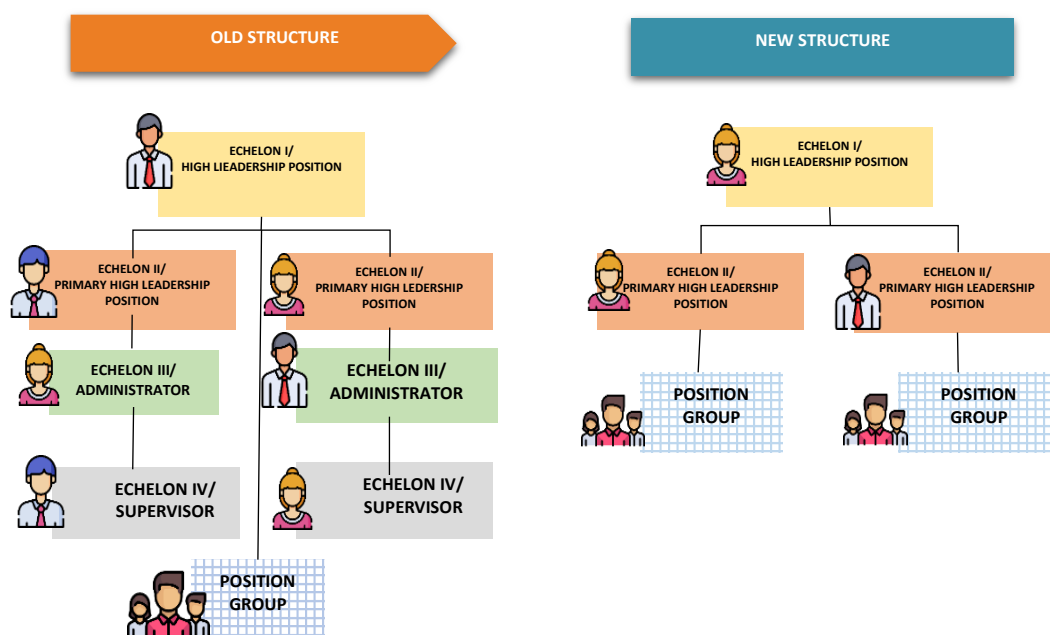 OLD STRUCTURE
NEW STRUCTURE
ECHELON I/
HIGH LIEADERSHIP POSITION
ECHELON II/
PRIMARY HIGH LEADERSHIP
POSITION
ECHELON II/
PRIMARY HIGH LEDERSHIP
POSITION
ECHELON III/
ADMINISTRATOR
ECHELON III/
ADMINISTRATOR
ECHELON IV/
SUPERVISOR
ECHELON IV/
SUPERVISOR
POSITION
GROUP
ECHELON I/
HIGH LEADERSHIP POSITION
ECHELON II/
PRIMARY HIGH LEADERSHIP
POSITION
ECHELON II/
PRIMARY HIGH LEADERSHIP
POSITION
POSITION
GROUP
POSITION
GROUP